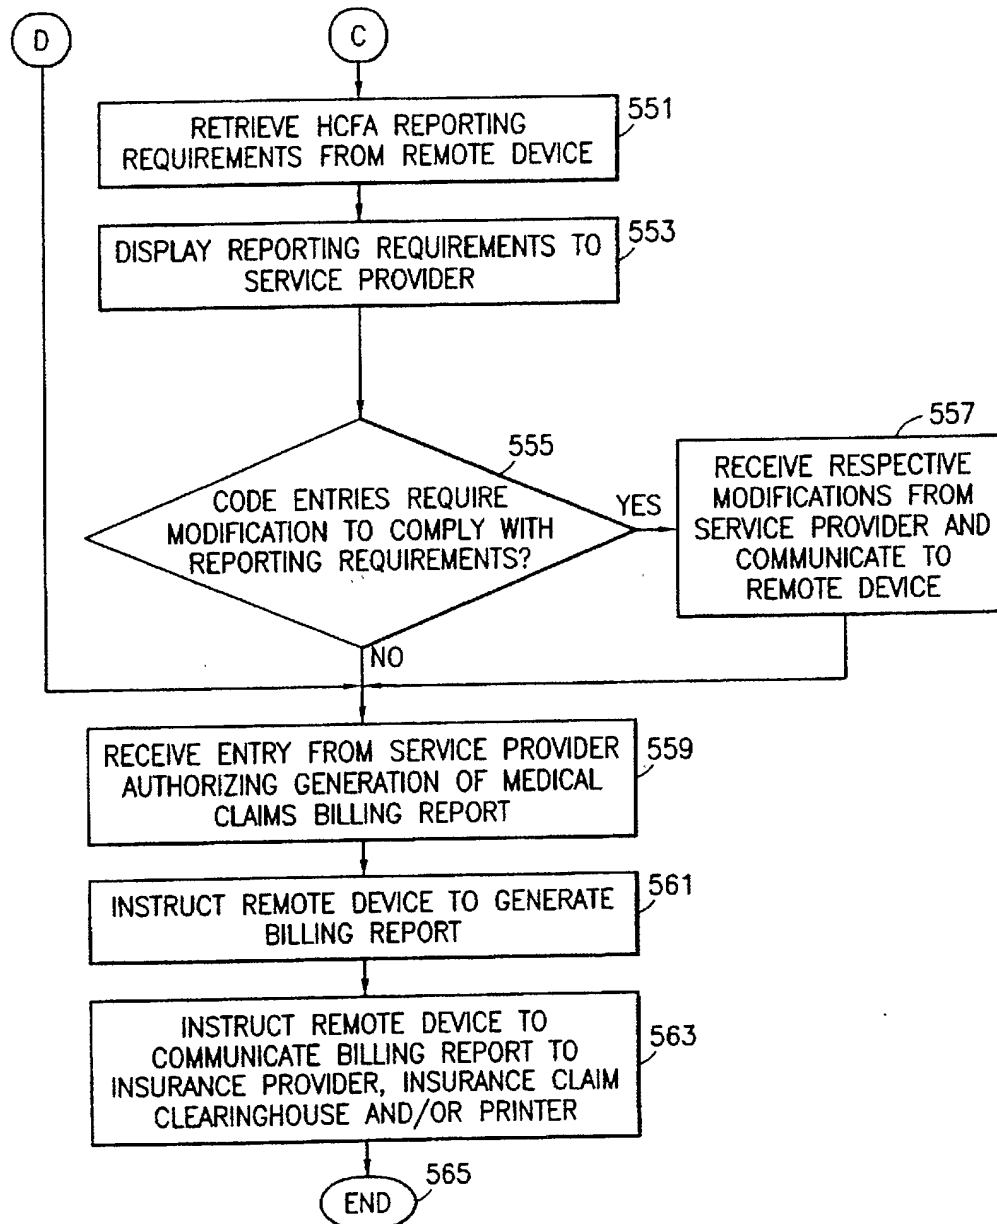 D
C
RETRIEVE HCFA REPORTING
REQUIREMENTS FROM REMOTE DEVICE
551
DISPLAY REPORTING REQUIREMENTS TO
SERVICE PROVIDER
553
CODE ENTRIES REQUIRE
MODIFICATION TO COMPLY WITH
REPORTING REQUIREMENTS?
555
YES
557
RECEIVE RESPECTIVE
MODIFICATIONS FROM
SERVICE PROVIDER AND
COMMUNICATE TO
REMOTE DEVICE
NO
RECEIVE ENTRY FROM SERVICE PROVIDER
AUTHORIZING GENERATION OF MEDICAL
CLAIMS BILLING REPORT
559
INSTRUCT REMOTE DEVICE TO GENERATE
BILLING REPORT
561
INSTRUCT REMOTE DEVICE TO
COMMUNICATE BILLING REPORT TO
INSURANCE PROVIDER, INSURANCE CLAIM
CLEARINGHOUSE AND/OR PRINTER
563
END
565